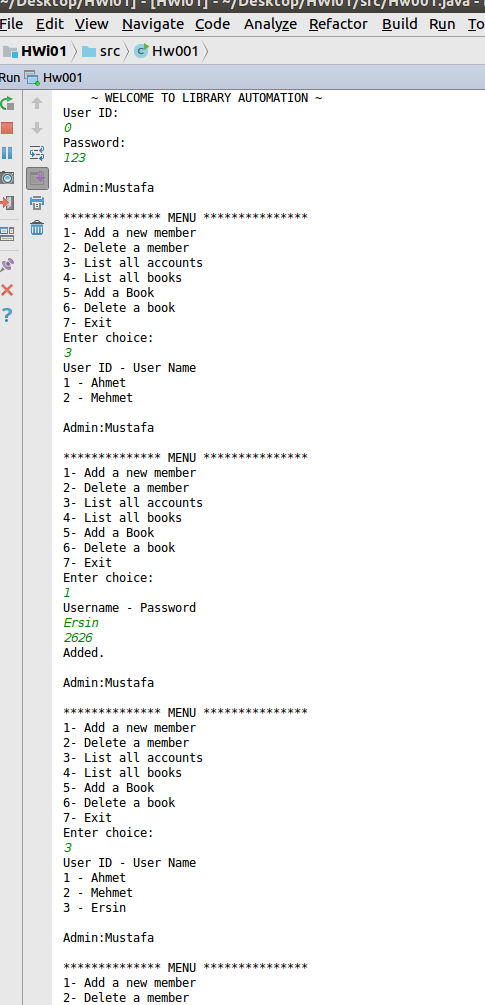 ~/Desktop/HWi01] - [HWi01] - ~/Desktop/HWi01/src/Hw001.java -
File Edit View Navigate Code Analyze Refactor Build Run To
HWi01 src Hw001
Run Hw001
~ WELCOME TO LIBRARY AUTOMATION ~
User ID:
0
Password:
123
Admin:Mustafa
************** MENU ***************
1- Add a new member
2- Delete a member
3- List all accounts
4- List all books
5- Add a Book
6- Delete a book
7- Exit
Enter choice:
3
User ID - User Name
1 - Ahmet
2 - Mehmet
Admin:Mustafa
************** MENU ***************
1- Add a new member
2- Delete a member
3- List all accounts
4- List all books
5- Add a Book
6- Delete a book
7- Exit
Enter choice:
1
Username - Password
Ersin
2626
Added.
Admin:Mustafa
************** MENU ***************
1- Add a new member
2- Delete a member
3- List all accounts
4- List all books
5- Add a Book
6- Delete a book
7- Exit
Enter choice:
3
User ID - User Name
1 - Ahmet
2 - Mehmet
3 - Ersin
Admin:Mustafa
************** MENU ***************
1- Add a new member
2- Delete a member